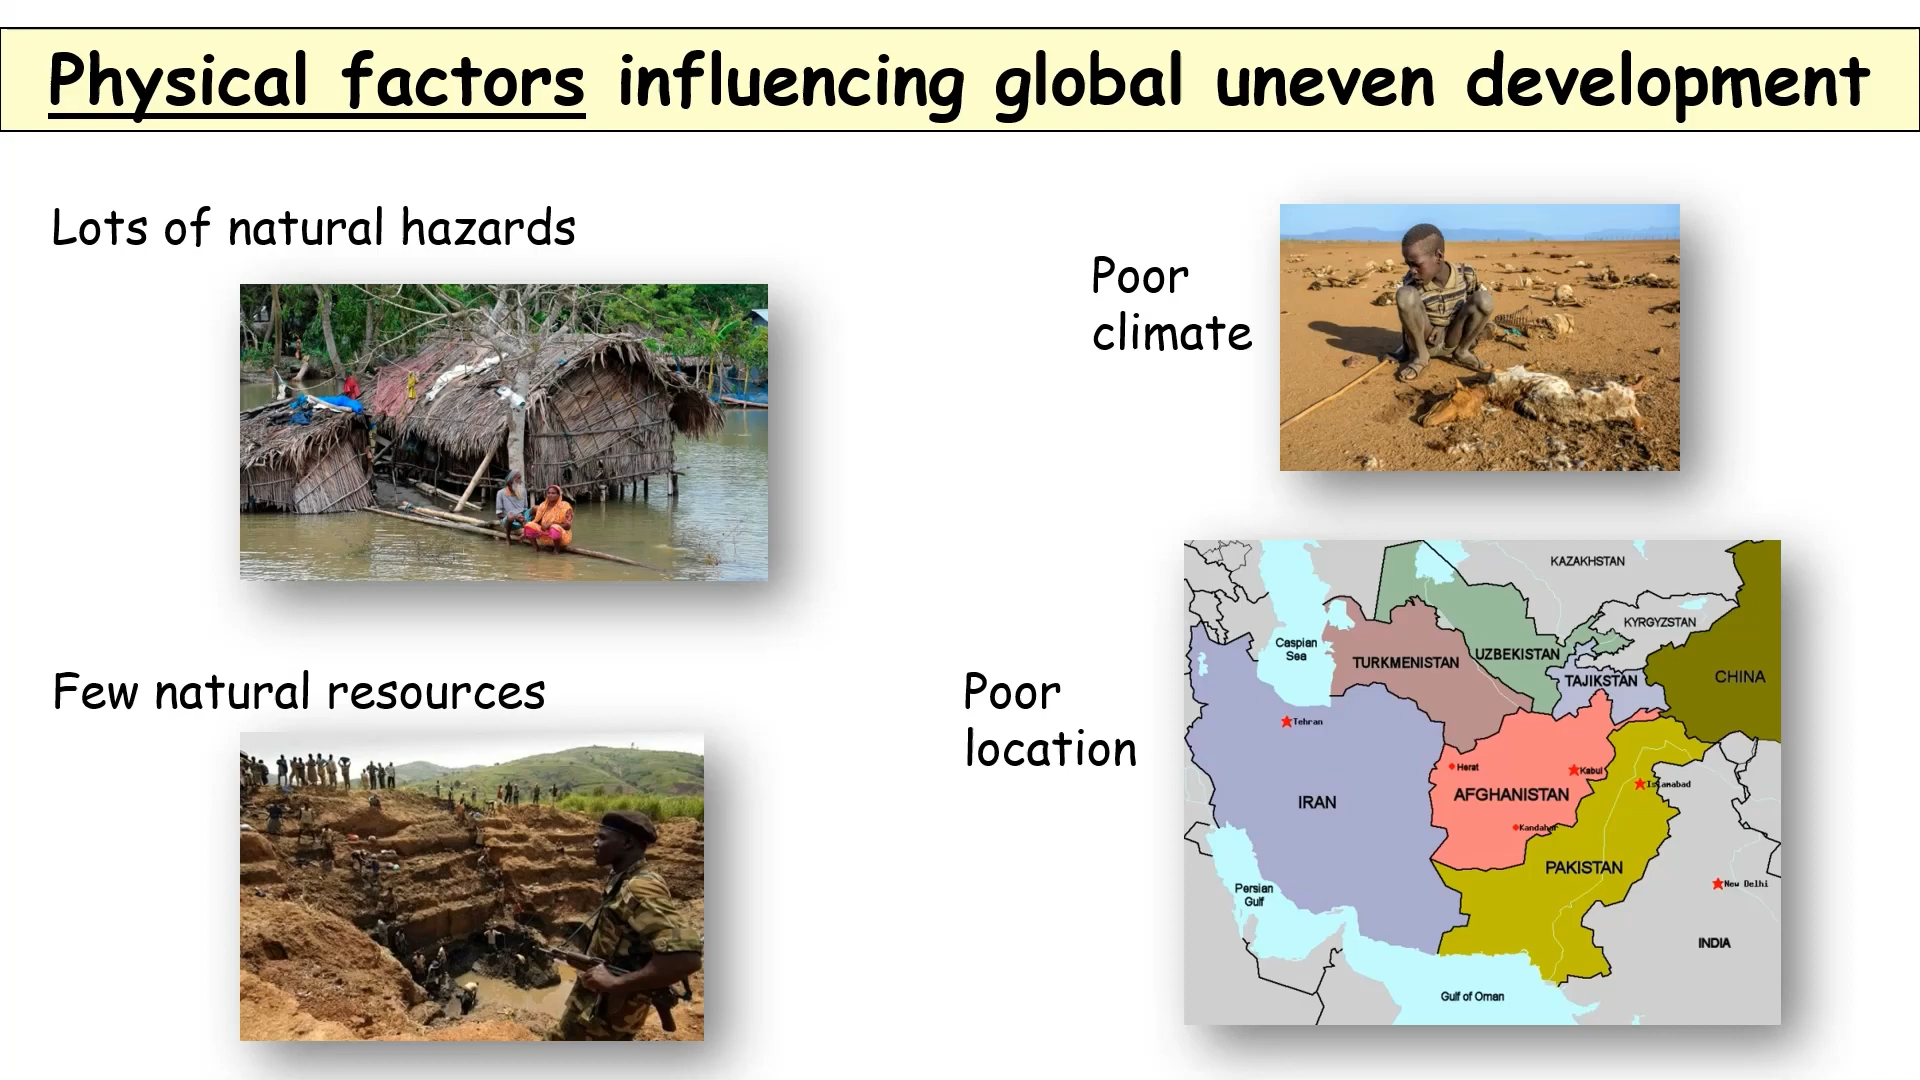 Physical factors influencing global uneven development
Lots of natural hazards
Poor
climate
Few natural resources
Poor
location
KAZAKHSTAN
KYRGYZSTAN
Caspian
Sea
UZBEKISTAN
TURKMENISTAN
TAJIKSTAN
CHINA
Tehran
Herat
Kabul
Islamabad
AFGHANISTAN
IRAN
Kandahar
PAKISTAN
New Delhi
Persian
Gulf
INDIA
Gulf of Oman